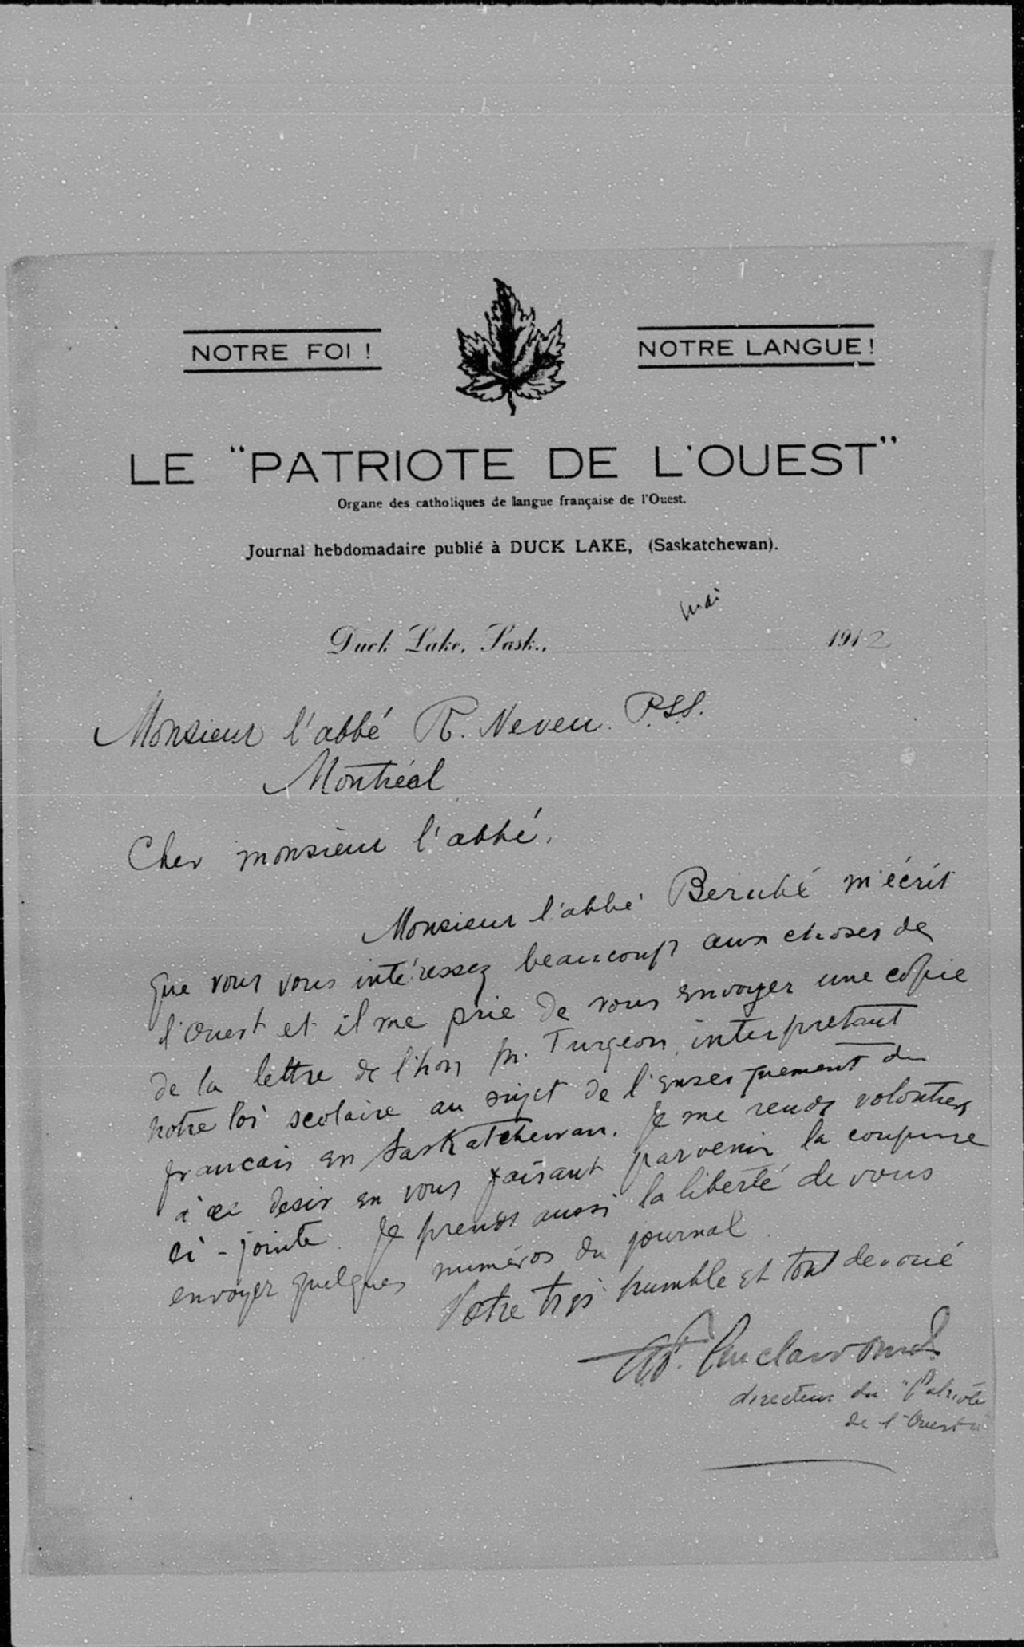 NOTRE FOI !
NOTRE LANGUE !
LE "PATRIOTE DE L'OUEST"
Organe des catholiques de langue française de l'Ouest.
Journal hebdomadaire publié à DUCK LAKE, (Saskatchewan).
Duck Lake, Sask., mai 1912
Monsieur l'abbé R. Neveu. P.S.S.
Montréal
Cher monsieur l'abbé,
Monsieur l'abbé Berubé m'écrit
que vous vous intéressez beaucoup aux choses de
l'Ouest et il me prie de vous envoyer une copie
de la lettre de l'hon M. Turgeon, interpretant
notre loi scolaire au sujet de l'enseignement du
francais en Saskatchewan. Je me rends volontiers
à ce desir en vous faisant parvenir la coupure
ci-jointe. Je prends aussi la liberté de vous
envoyer quelques numéros du journal
Votre très humble et tout devoué
directeur du "Patriote
de l'Ouest"